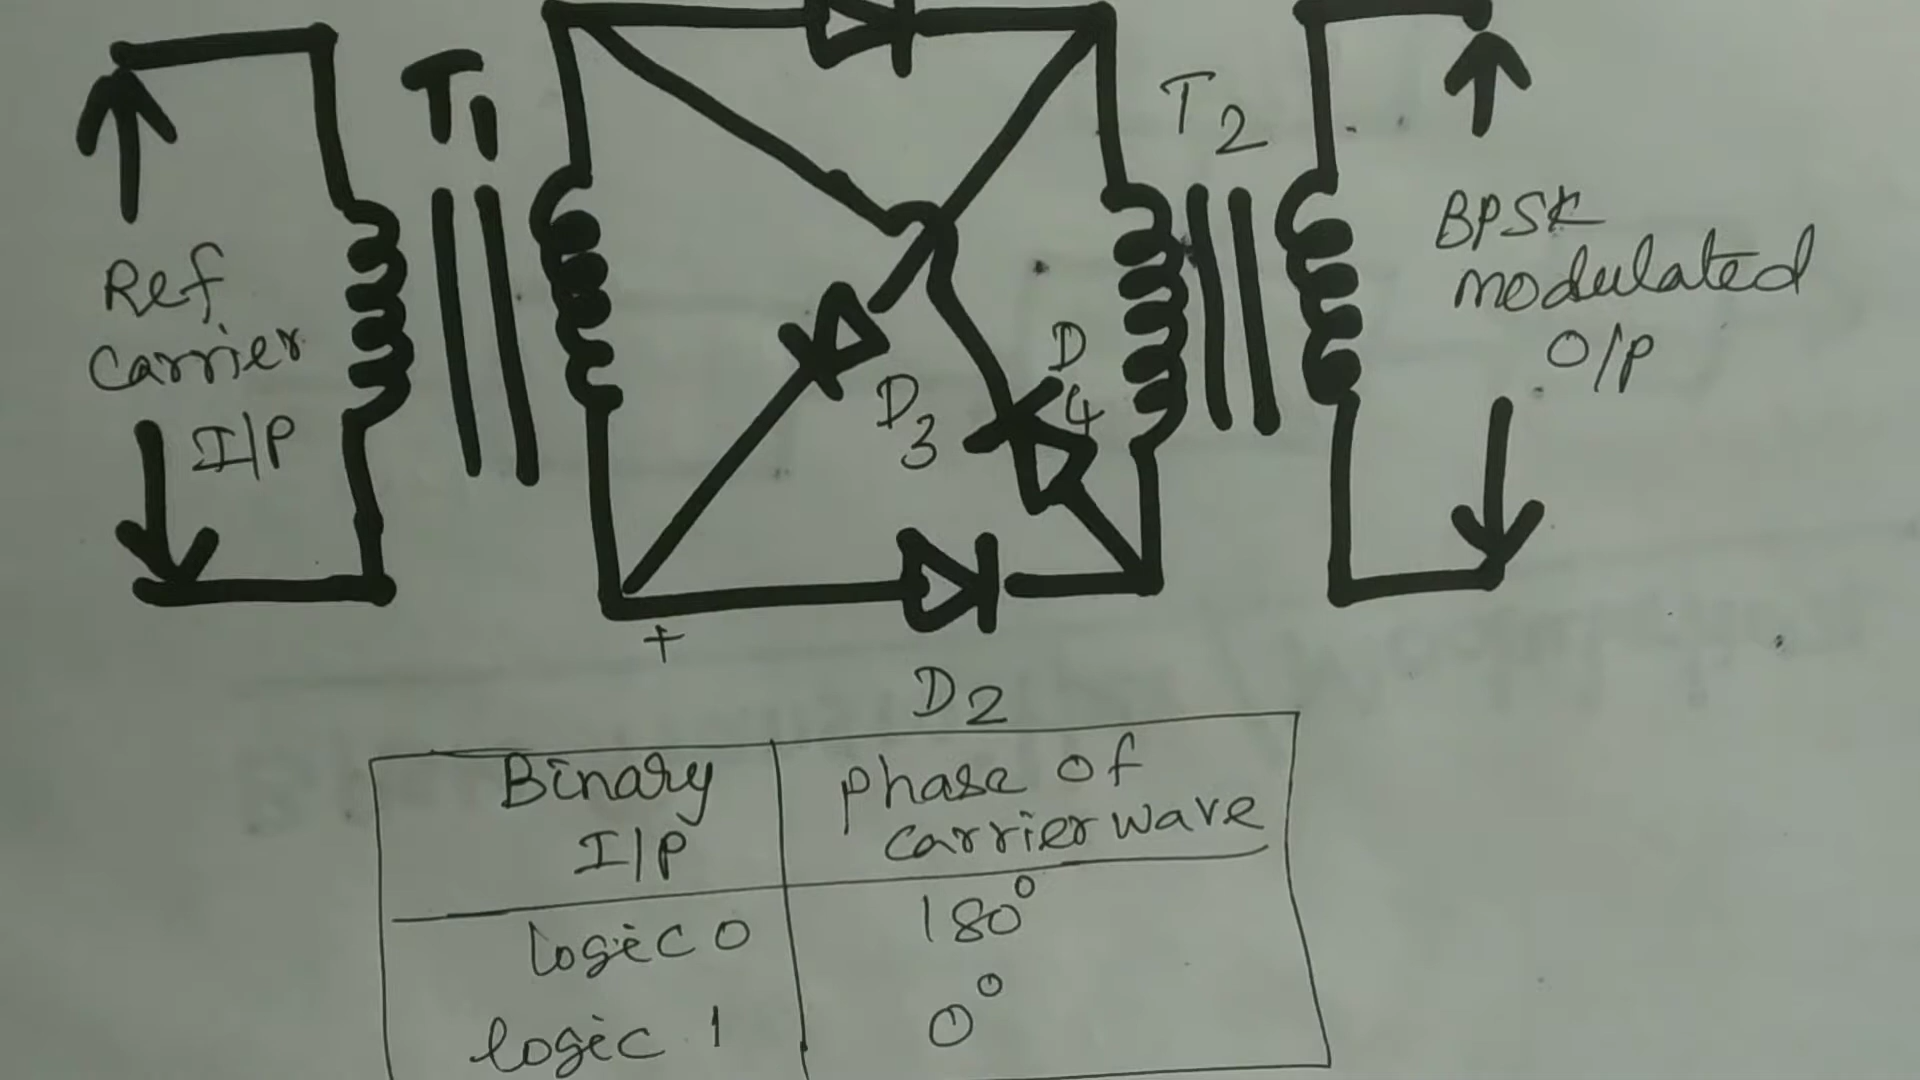 T1
T2
Ref
Carrier
I/P
BPSK
modulated
O/P
D3
D4
+
D2
Binary
I/P
phase of
carrier wave
logic 0
180°
logic 1
0°